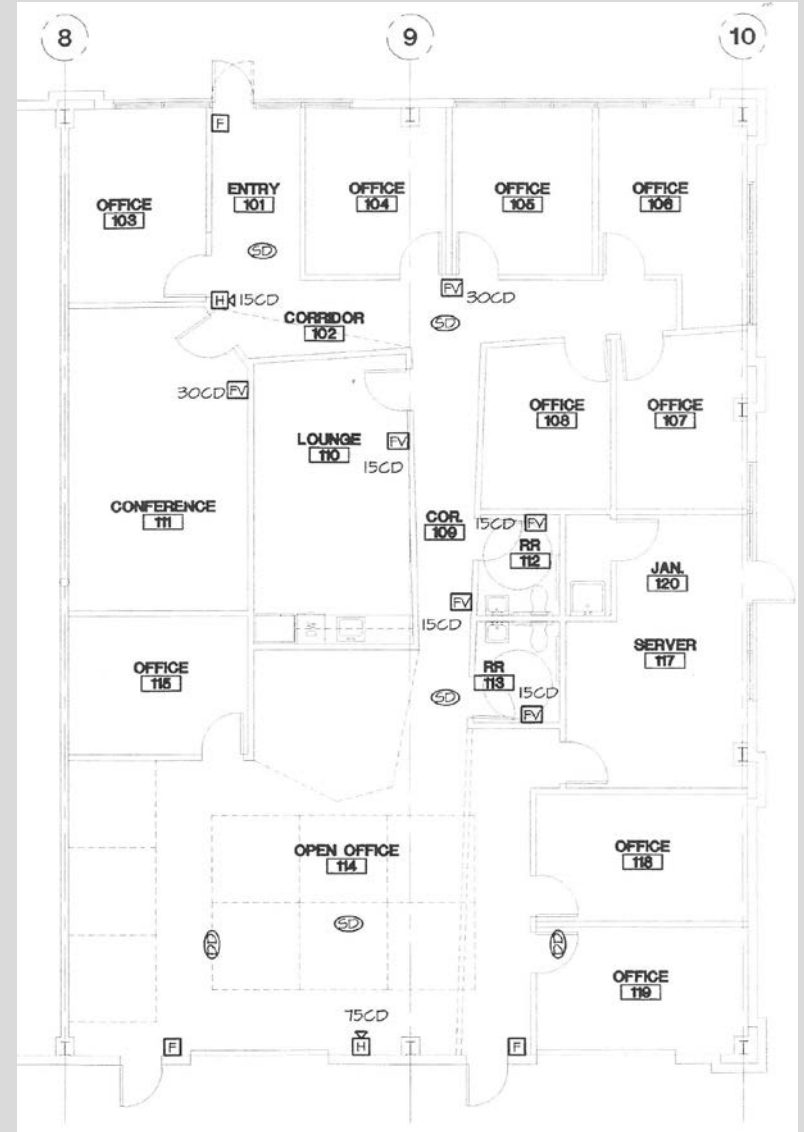 8
9
10
F
OFFICE
103
ENTRY
101
OFFICE
104
OFFICE
105
OFFICE
106
SD
H 15CD
FV
30CD
CORRIDOR
102
SD
30CD FV
LOUNGE
110
FV
15CD
OFFICE
108
OFFICE
107
CONFERENCE
111
COR.
109
15CD FV
RR
112
JAN.
120
FV
15CD
DW
SERVER
117
OFFICE
115
RR
113
15CD
FV
SD
OPEN OFFICE
114
OFFICE
118
SD
OFFICE
119
75CD
F
H
F